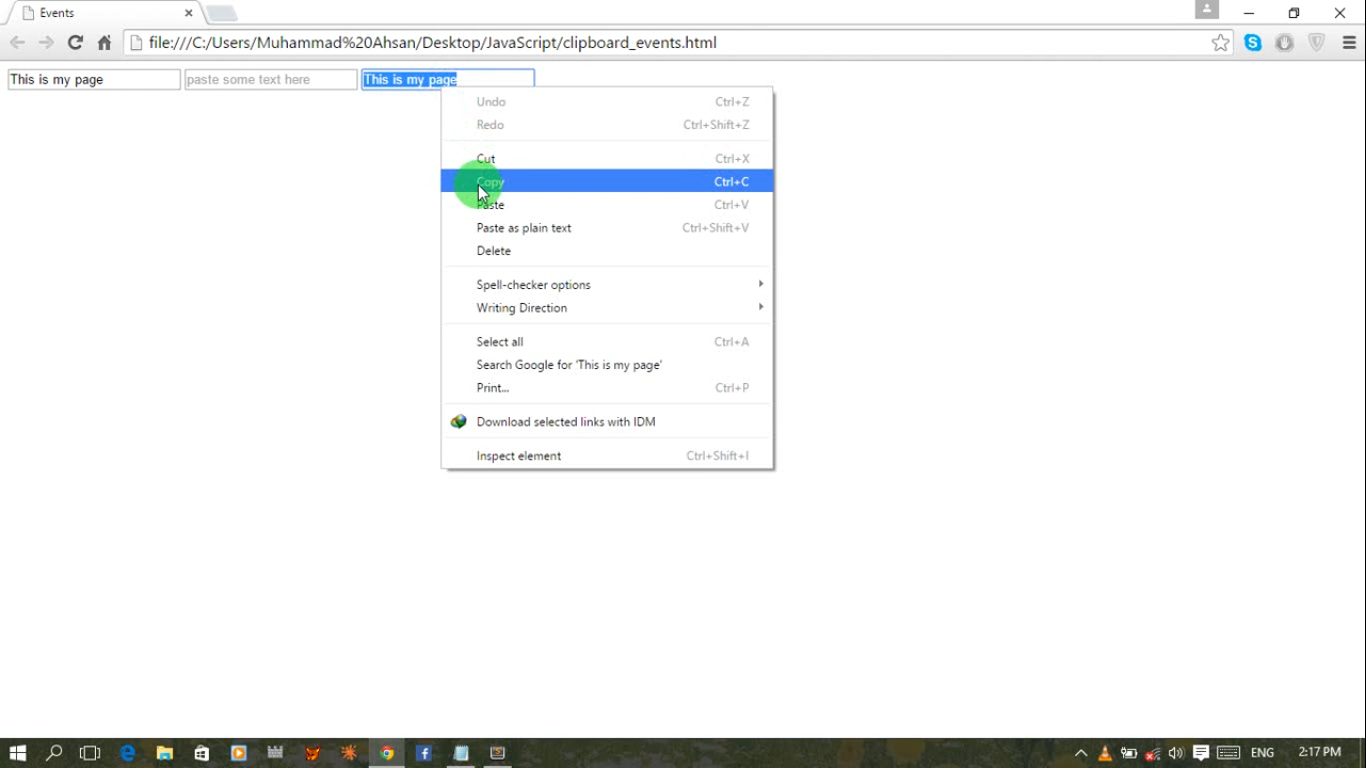 Events
file:///C:/Users/Muhammad%20Ahsan/Desktop/JavaScript/clipboard_events.html
This is my page paste some text here This is my page
Undo Ctrl+Z
Redo Ctrl+Shift+Z
Cut Ctrl+X
Copy Ctrl+C
Paste Ctrl+V
Paste as plain text Ctrl+Shift+V
Delete
Spell-checker options
Writing Direction
Select all Ctrl+A
Search Google for 'This is my page'
Print... Ctrl+P
Download selected links with IDM
Inspect element Ctrl+Shift+I
ENG 2:17 PM